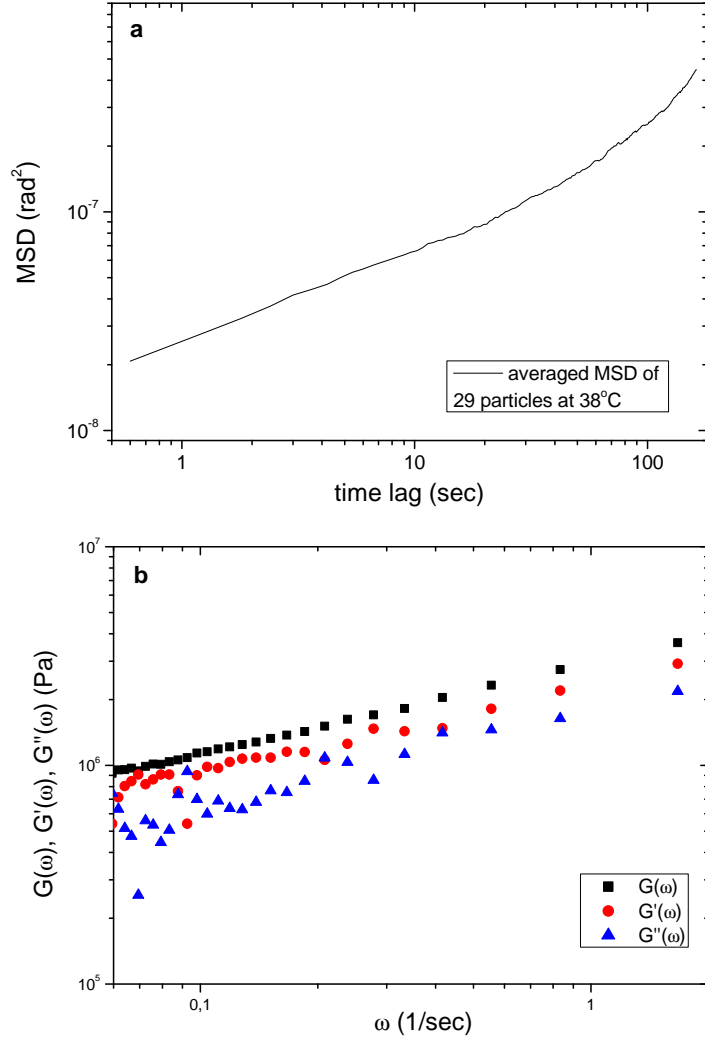 a
MSD (rad²)
10⁻⁷
10⁻⁸
averaged MSD of
29 particles at 38°C
1 10 100
time lag (sec)
b
G(ω), G'(ω), G''(ω) (Pa)
10⁷
10⁶
10⁵
G(ω)
G'(ω)
G''(ω)
0,1 1
ω (1/sec)